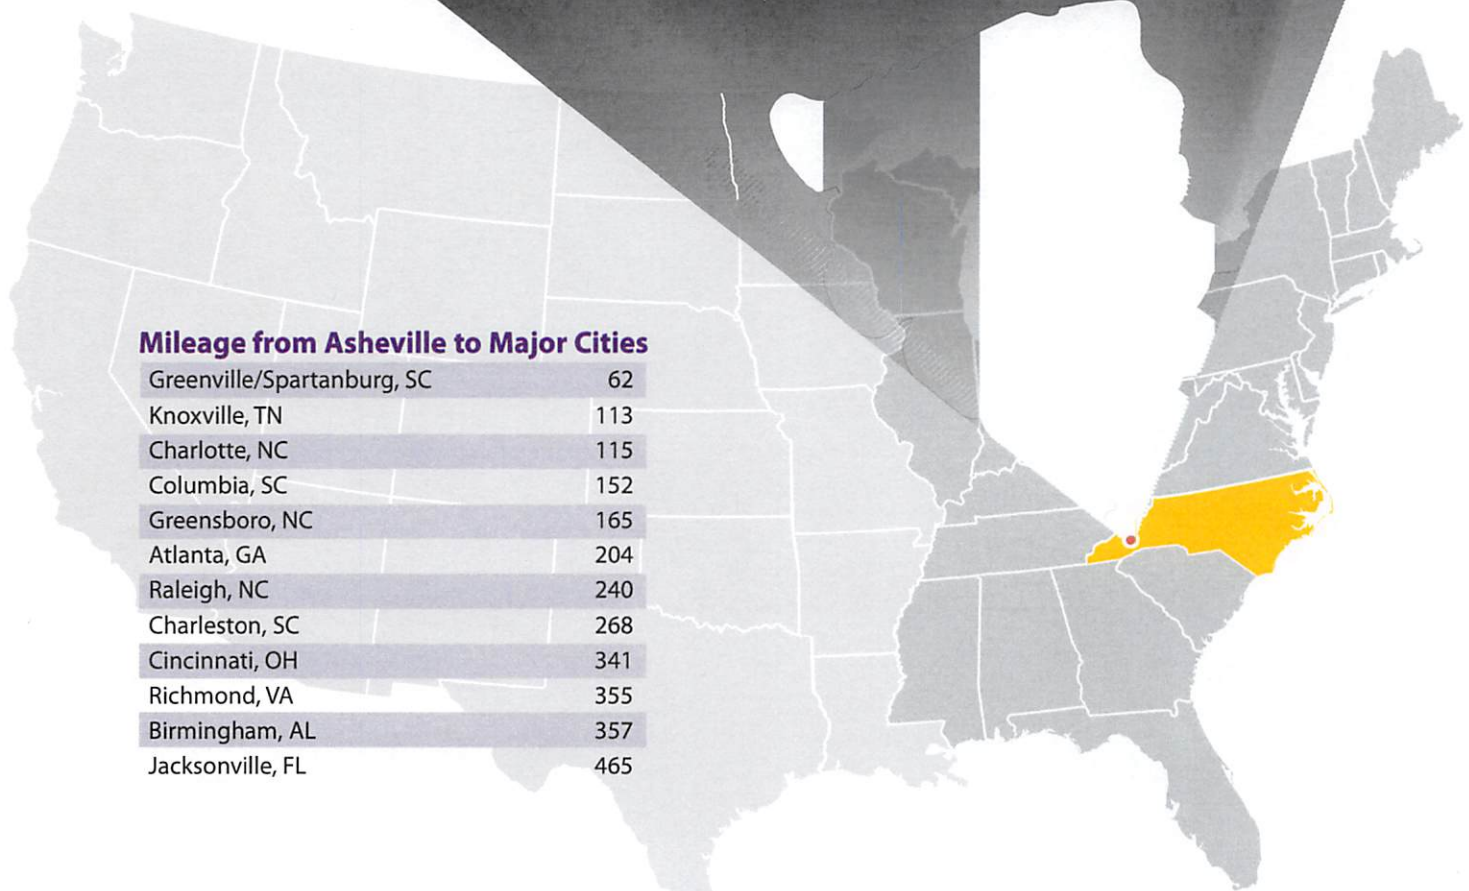 Mileage from Asheville to Major Cities
Greenville/Spartanburg, SC 62
Knoxville, TN 113
Charlotte, NC 115
Columbia, SC 152
Greensboro, NC 165
Atlanta, GA 204
Raleigh, NC 240
Charleston, SC 268
Cincinnati, OH 341
Richmond, VA 355
Birmingham, AL 357
Jacksonville, FL 465